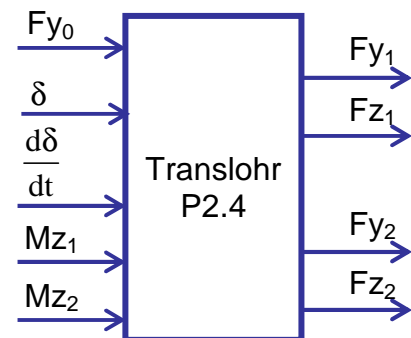 Fy₀
δ
dδ
dt
Mz₁
Mz₂
Translohr
P2.4
Fy₁
Fz₁
Fy₂
Fz₂